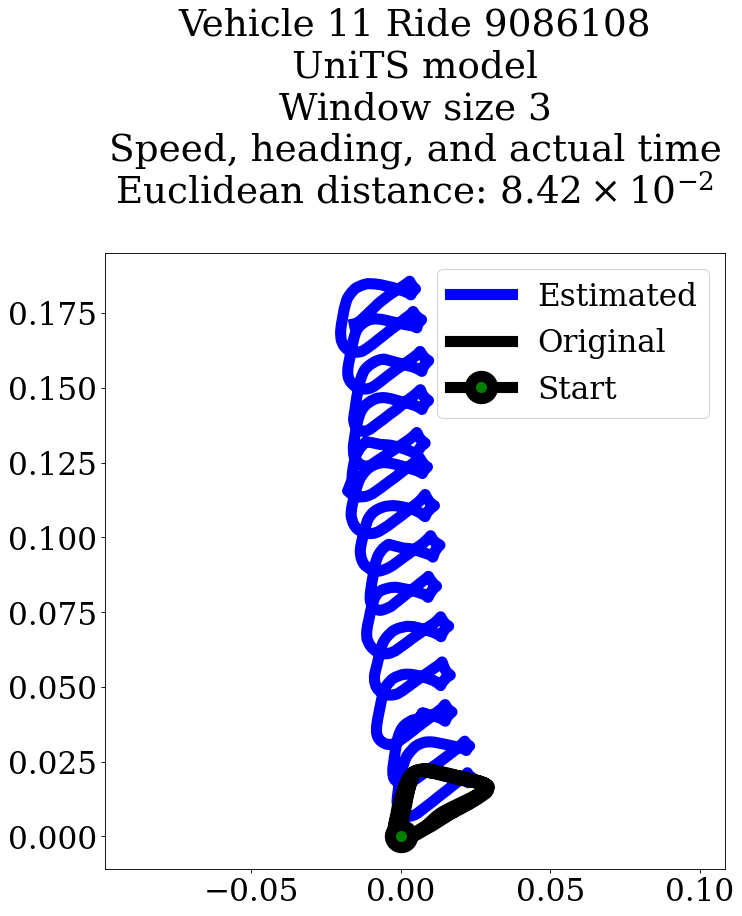 Vehicle 11 Ride 9086108
UniTS model
Window size 3
Speed, heading, and actual time
Euclidean distance: 8.42 × 10⁻²
Estimated
Original
Start
0.175
0.150
0.125
0.100
0.075
0.050
0.025
0.000
−0.05 0.00 0.05 0.10